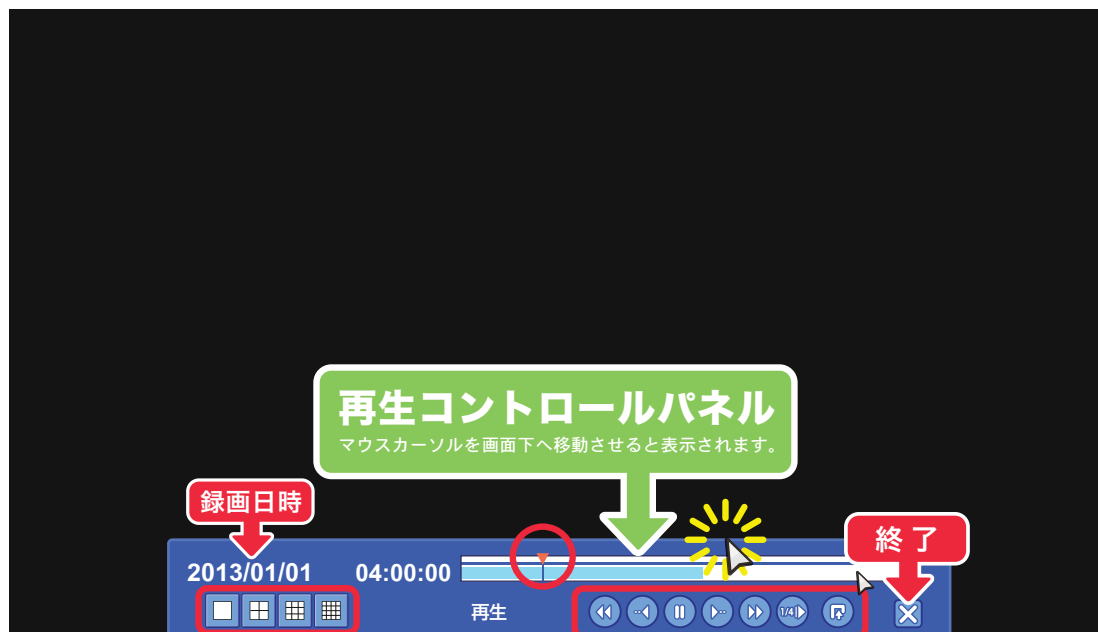 再生コントロールパネル
マウスカーソルを画面下へ移動させると表示されます。
録画日時
終了
2013/01/01 04:00:00
再生
1/4